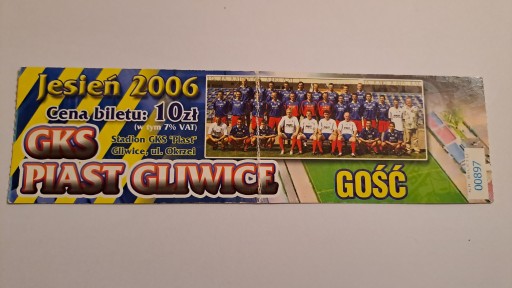 Jesień 2006
Cena biletu: 10zł
(w tym 7% VAT)
Stadion GKS "Piast"
Gliwice, ul. Okrzei
GKS
PIAST GLIWICE
GOŚĆ
00897